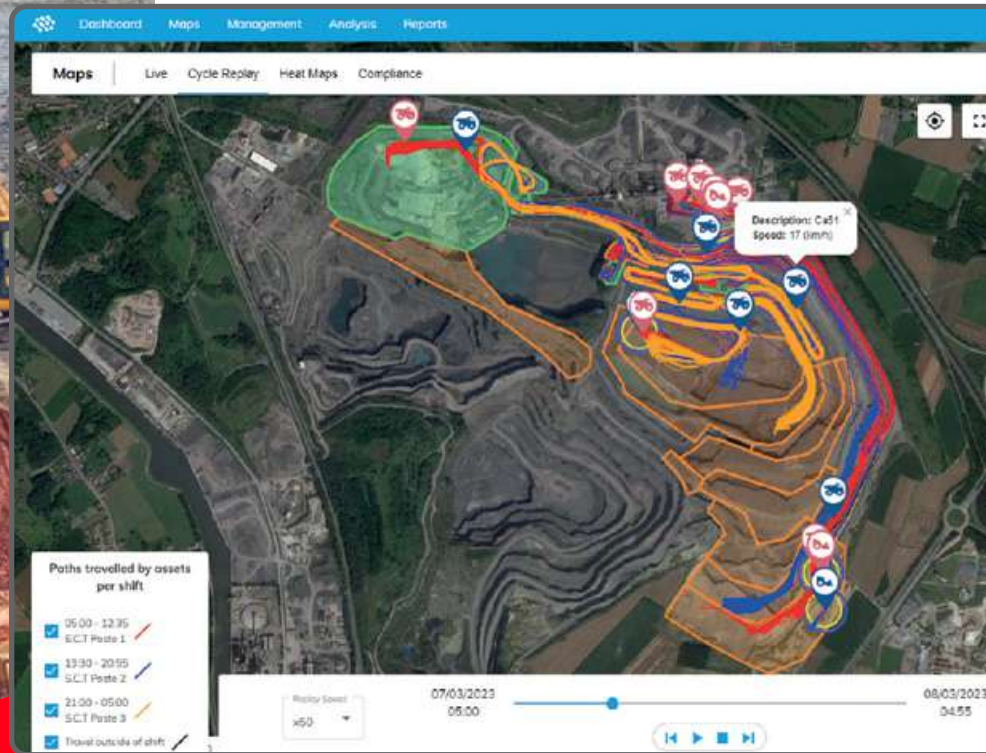 Dashboard Maps Management Analysis Reports
Maps Live Cycle Replay Heat Maps Compliance
Description: Ca51
Speed: 17 (km/h)
Paths travelled by assets
per shift
05:00 - 12:35
S.C.T Poste 1
13:30 - 20:55
S.C.T Poste 2
21:00 - 05:00
S.C.T Poste 3
Travel outside of shift
Replay Speed
x50
07/03/2023
05:00
08/03/2023
04:55